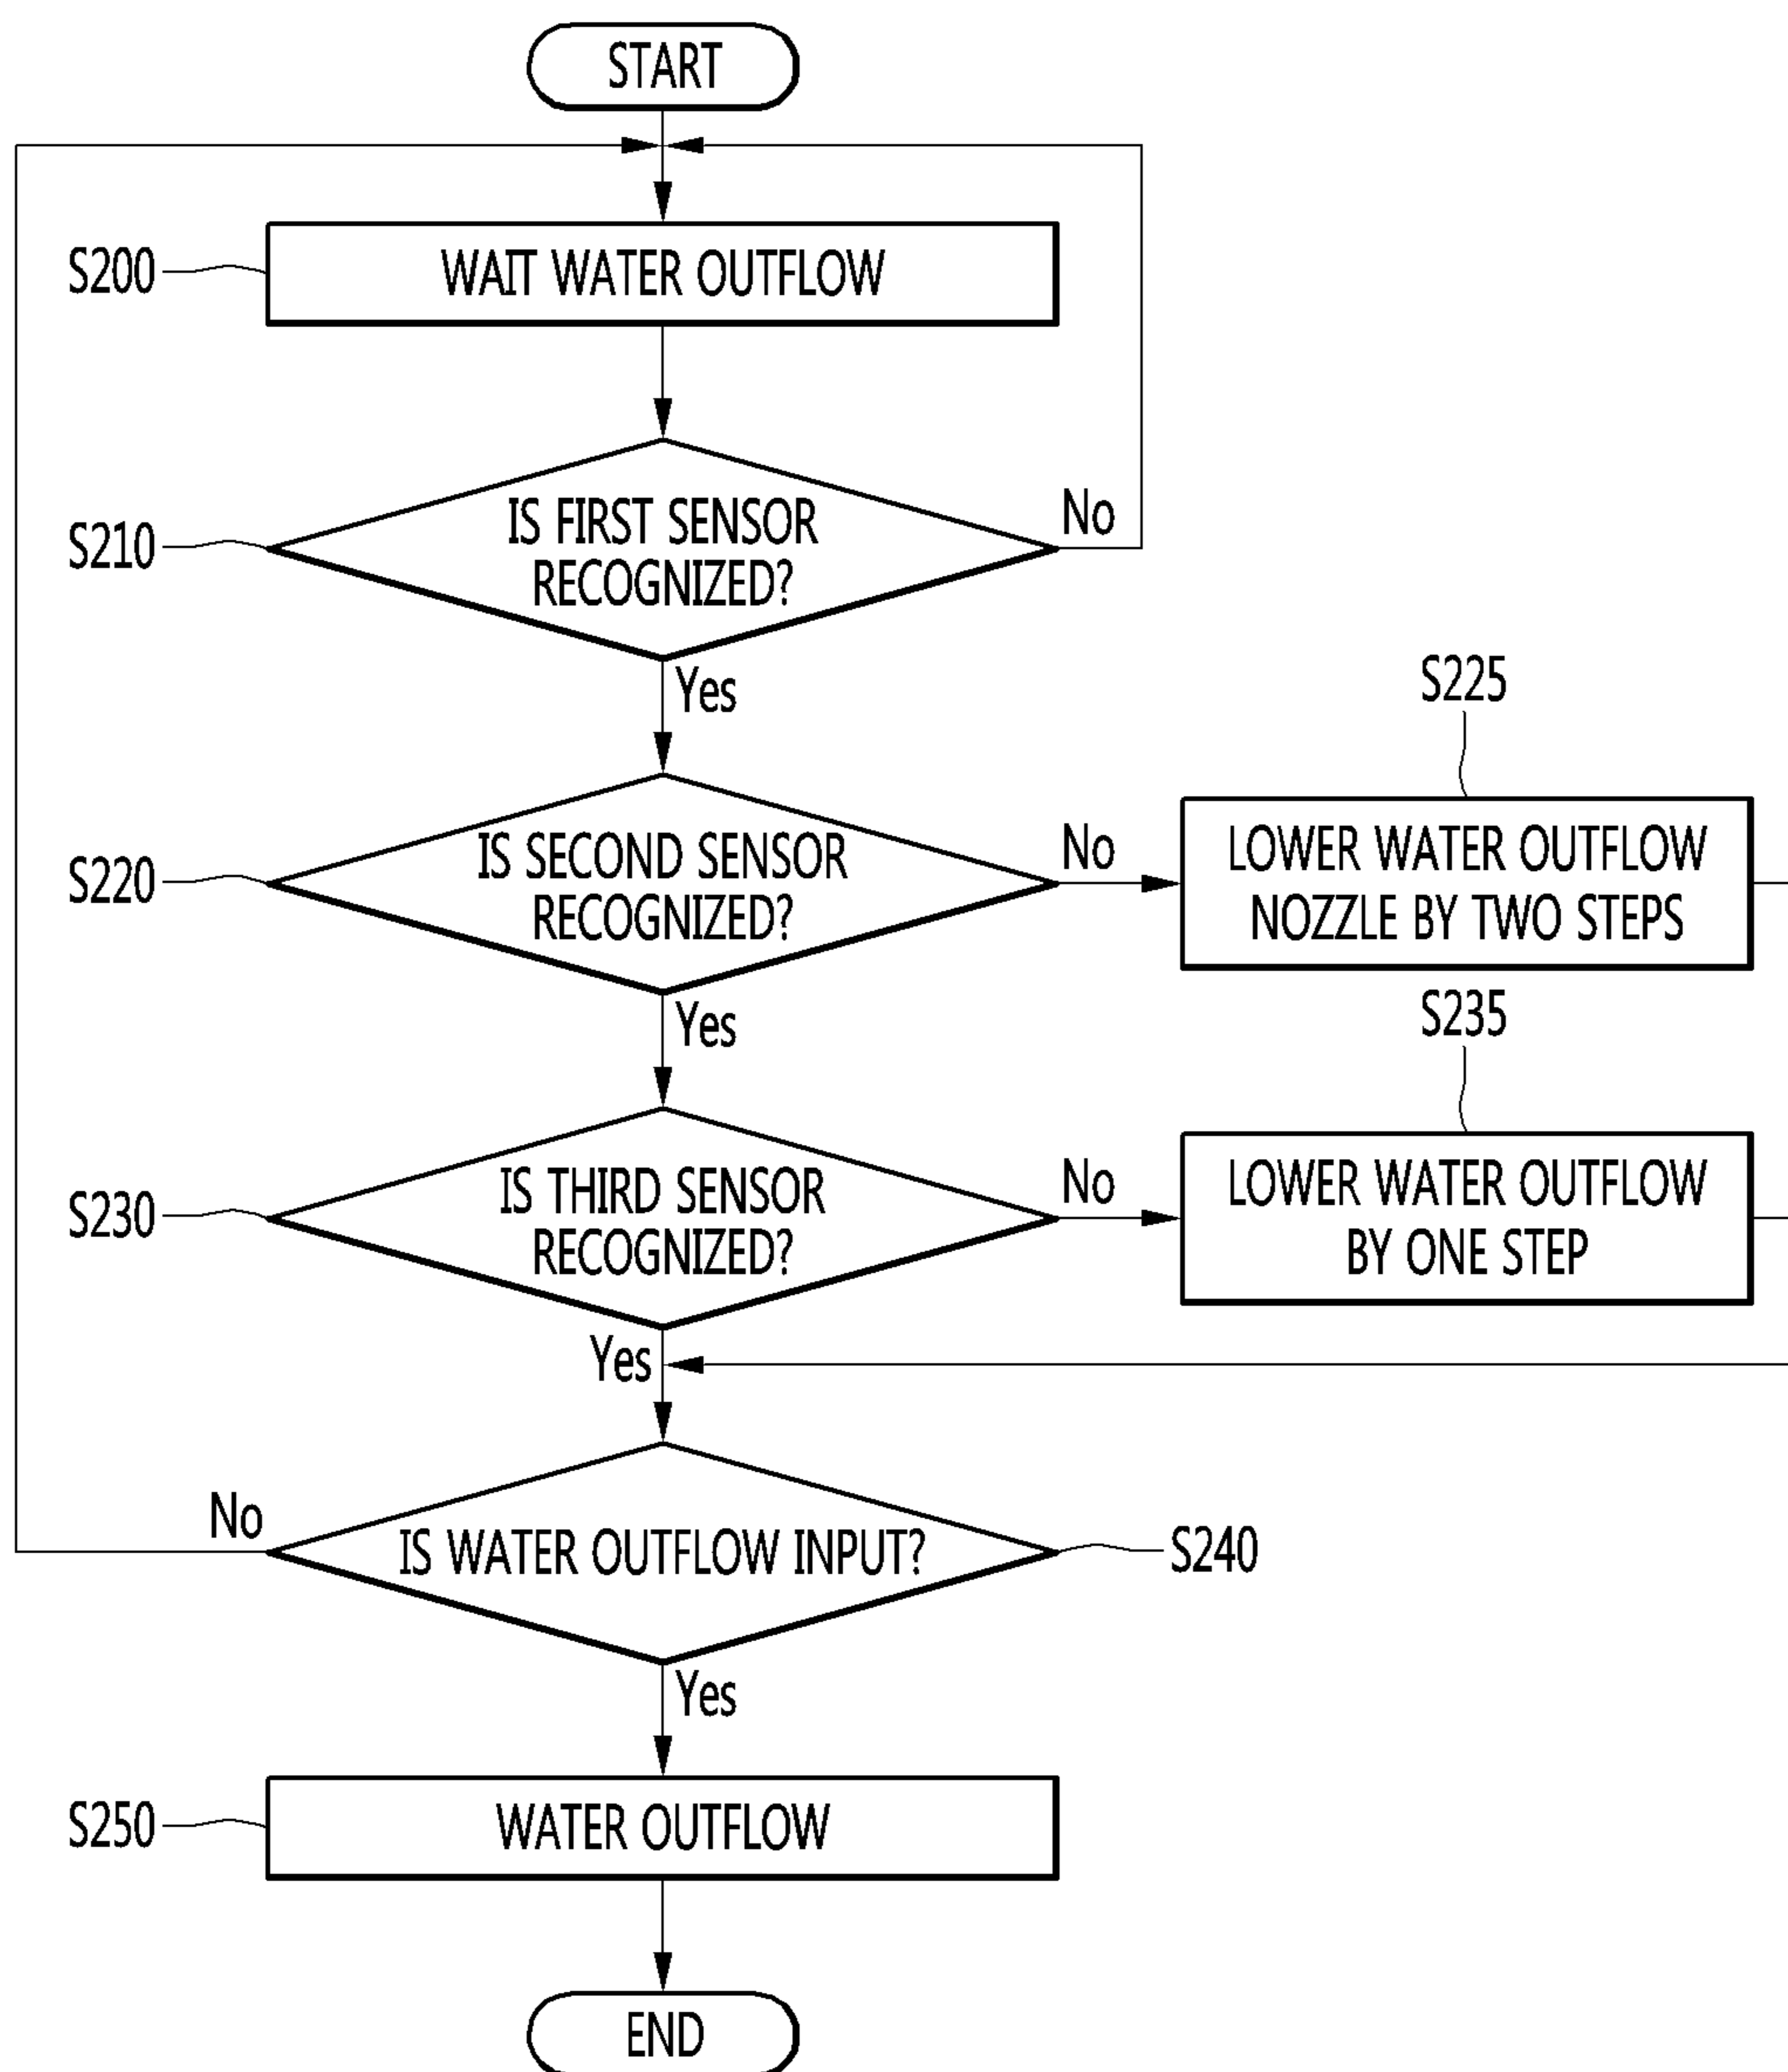 START
S200
WAIT WATER OUTFLOW
S210
IS FIRST SENSOR
RECOGNIZED?
No
Yes
S220
IS SECOND SENSOR
RECOGNIZED?
No
S225
LOWER WATER OUTFLOW
NOZZLE BY TWO STEPS
Yes
S230
IS THIRD SENSOR
RECOGNIZED?
No
S235
LOWER WATER OUTFLOW
BY ONE STEP
Yes
No
IS WATER OUTFLOW INPUT?
S240
Yes
S250
WATER OUTFLOW
END